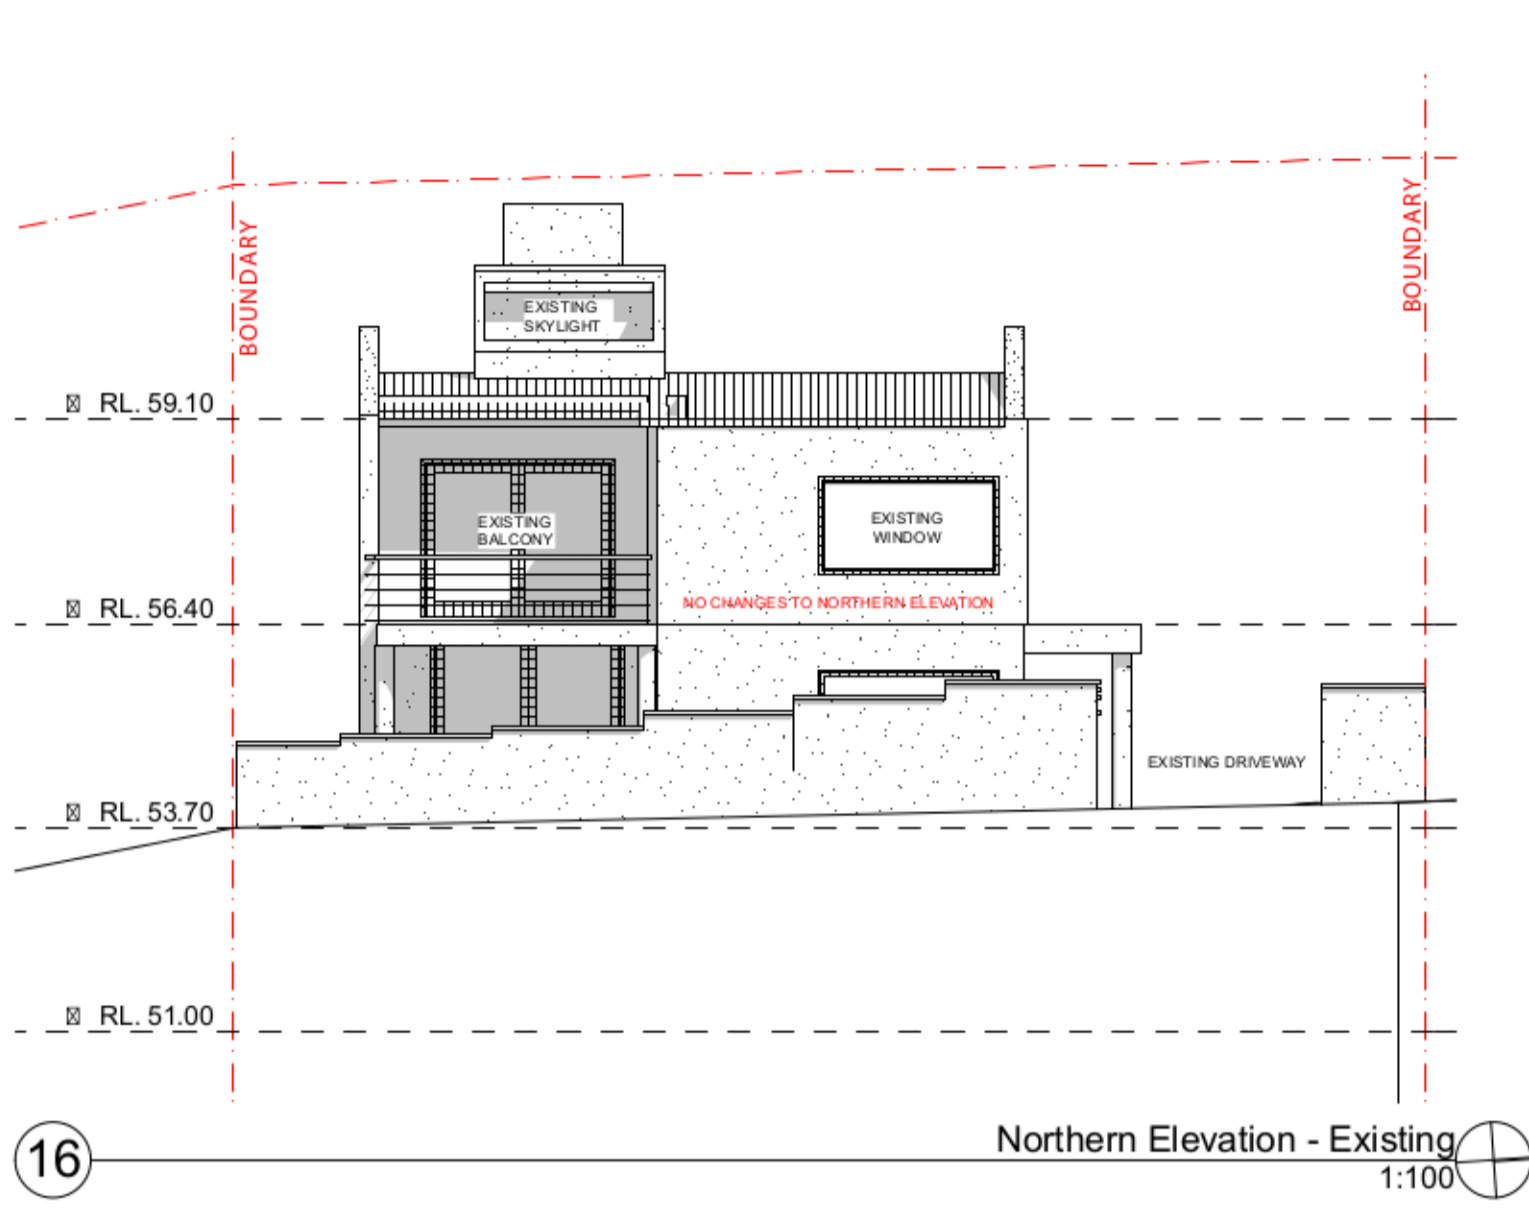 BOUNDARY
BOUNDARY
EXISTING
SKYLIGHT
RL. 59.10
EXISTING
BALCONY
EXISTING
WINDOW
RL. 56.40
NO CHANGES TO NORTHERN ELEVATION
EXISTING DRIVEWAY
RL. 53.70
RL. 51.00
16
Northern Elevation - Existing
1:100